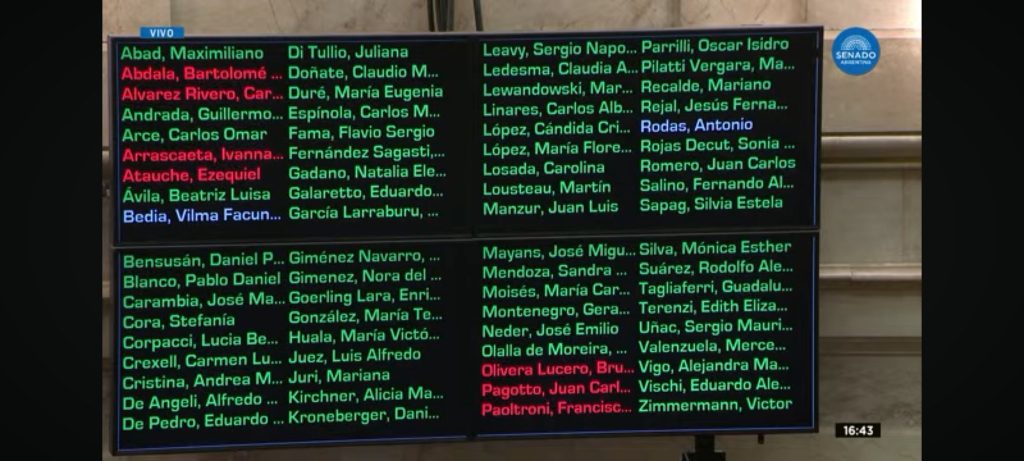 VIVO
SENADO
ARGENTINA
Abad, Maximiliano
Abdala, Bartolomé ...
Alvarez Rivero, Car...
Andrada, Guillermo...
Arce, Carlos Omar
Arrascaeta, Ivanna...
Atauche, Ezequiel
Ávila, Beatriz Luisa
Bedia, Vilma Facun...
Di Tullio, Juliana
Doñate, Claudio M...
Duré, María Eugenia
Espínola, Carlos M...
Fama, Flavio Sergio
Fernández Sagasti,...
Gadano, Natalia Ele...
Galaretto, Eduardo...
García Larraburu, ...
Leavy, Sergio Napo...
Ledesma, Claudia A...
Lewandowski, Mar...
Linares, Carlos Alb...
López, Cándida Cri...
López, María Flore...
Losada, Carolina
Lousteau, Martín
Manzur, Juan Luis
Parrilli, Oscar Isidro
Pilatti Vergara, Ma...
Recalde, Mariano
Rejal, Jesús Ferna...
Rodas, Antonio
Rojas Decut, Sonia ...
Romero, Juan Carlos
Salino, Fernando Al...
Sapag, Silvia Estela
Bensusán, Daniel P...
Blanco, Pablo Daniel
Carambia, José Ma...
Cora, Stefanía
Corpacci, Lucia Be...
Crexell, Carmen Lu...
Cristina, Andrea M...
De Angeli, Alfredo ...
De Pedro, Eduardo ...
Giménez Navarro, ...
Gimenez, Nora del ...
Goerling Lara, Enri...
González, María Te...
Huala, María Victó...
Juez, Luis Alfredo
Juri, Mariana
Kirchner, Alicia Ma...
Kroneberger, Dani...
Mayans, José Migu...
Mendoza, Sandra ...
Moisés, María Car...
Montenegro, Gera...
Neder, José Emilio
Olalla de Moreira, ...
Olivera Lucero, Bru...
Pagotto, Juan Carl...
Paoltroni, Francisc...
Silva, Mónica Esther
Suárez, Rodolfo Ale...
Tagliaferri, Guadalu...
Terenzi, Edith Eliza...
Uñac, Sergio Mauri...
Valenzuela, Merce...
Vigo, Alejandra Ma...
Vischi, Eduardo Ale...
Zimmermann, Victor
16:43